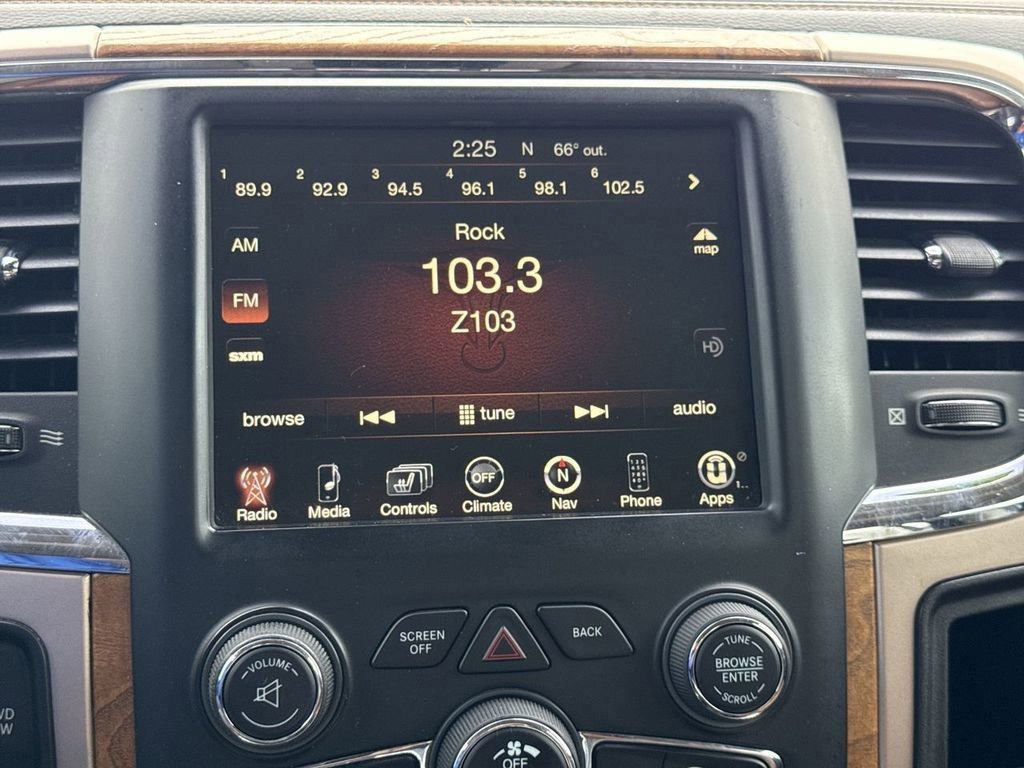 2:25 N 66° out.
1 89.9 2 92.9 3 94.5 4 96.1 5 98.1 6 102.5
Rock
AM
map
103.3
FM
Z103
HD
sxm
browse tune audio
OFF N
Radio Media Controls Climate Nav Phone Apps
SCREEN OFF
BACK
VOLUME
TUNE
BROWSE
ENTER
SCROLL
OFF